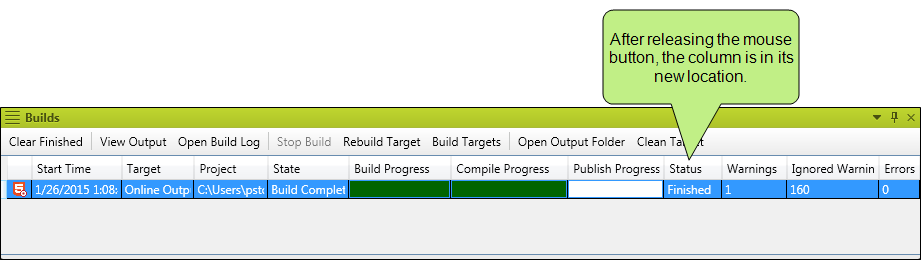 After releasing the mouse
button, the column is in its
new location.
Builds
Clear Finished View Output Open Build Log Stop Build Rebuild Target Build Targets Open Output Folder Clean Ta t
Start Time Target Project State Build Progress Compile Progress Publish Progress Status Warnings Ignored Warnin Errors
1/26/2015 1:08: Online Outp C:\Users\psto Build Complet Finished 1 160 0